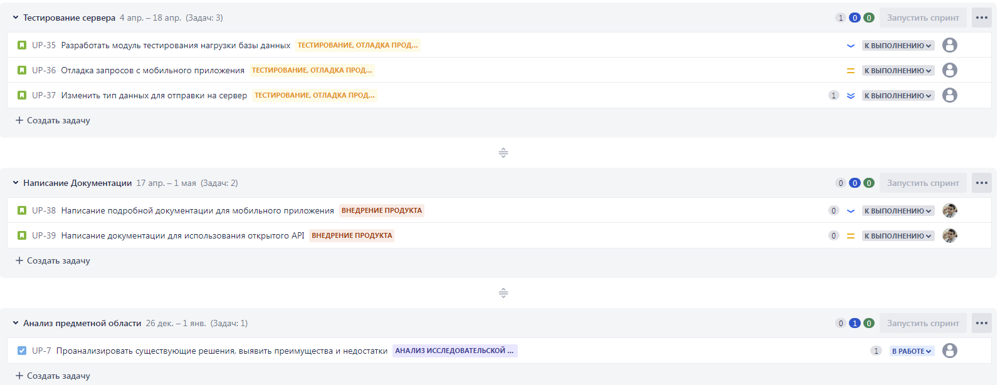 Тестирование сервера 4 апр. – 18 апр. (Задач: 3) 1 0 0 Запустить спринт
UP-35 Разработать модуль тестирования нагрузки базы данных ТЕСТИРОВАНИЕ, ОТЛАДКА ПРОД... К ВЫПОЛНЕНИЮ
UP-36 Отладка запросов с мобильного приложения ТЕСТИРОВАНИЕ, ОТЛАДКА ПРОД... К ВЫПОЛНЕНИЮ
UP-37 Изменить тип данных для отправки на сервер ТЕСТИРОВАНИЕ, ОТЛАДКА ПРОД... 1 К ВЫПОЛНЕНИЮ
+ Создать задачу
Написание Документации 17 апр. – 1 мая (Задач: 2) 0 0 0 Запустить спринт
UP-38 Написание подробной документации для мобильного приложения ВНЕДРЕНИЕ ПРОДУКТА 0 К ВЫПОЛНЕНИЮ
UP-39 Написание документации для использования открытого API ВНЕДРЕНИЕ ПРОДУКТА 0 К ВЫПОЛНЕНИЮ
+ Создать задачу
Анализ предметной области 26 дек. – 1 янв. (Задач: 1) 0 1 0 Запустить спринт
UP-7 Проанализировать существующие решения, выявить преимущества и недостатки АНАЛИЗ ИССЛЕДОВАТЕЛЬСКОЙ ... 1 В РАБОТЕ
+ Создать задачу